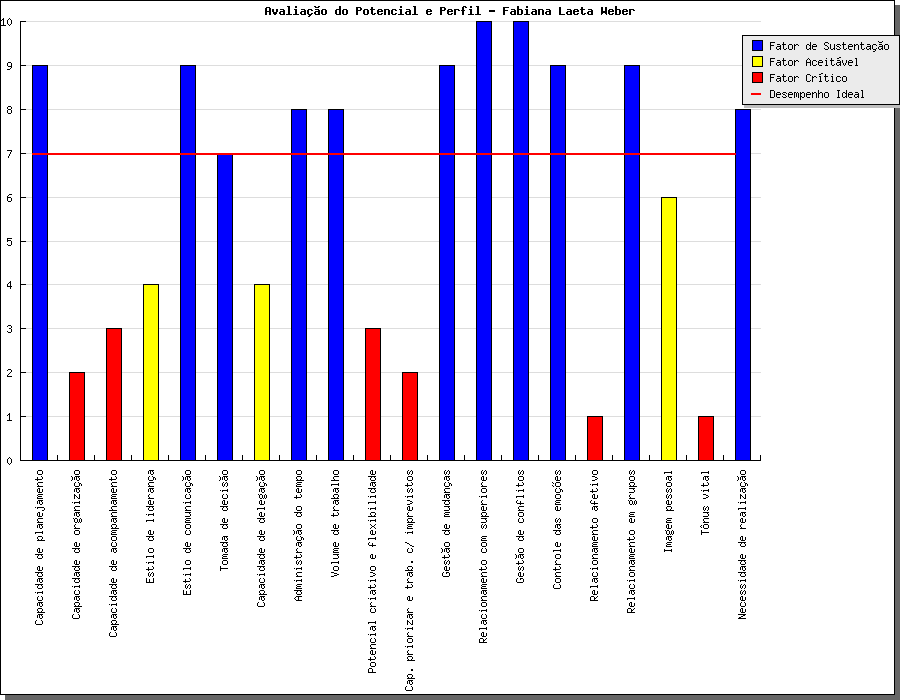 Avaliação do Potencial e Perfil - Fabiana Laeta Weber
Fator de Sustentação
Fator Aceitável
Fator Crítico
Desempenho Ideal
10
9
8
7
6
5
4
3
2
1
0
Capacidade de planejamento
Capacidade de organização
Capacidade de acompanhamento
Estilo de liderança
Estilo de comunicação
Tomada de decisão
Capacidade de delegação
Administração do tempo
Volume de trabalho
Potencial criativo e flexibilidade
Cap. priorizar e trab. c/ imprevistos
Gestão de mudanças
Relacionamento com superiores
Gestão de conflitos
Controle das emoções
Relacionamento afetivo
Relacionamento em grupos
Imagem pessoal
Tônus vital
Necessidade de realização